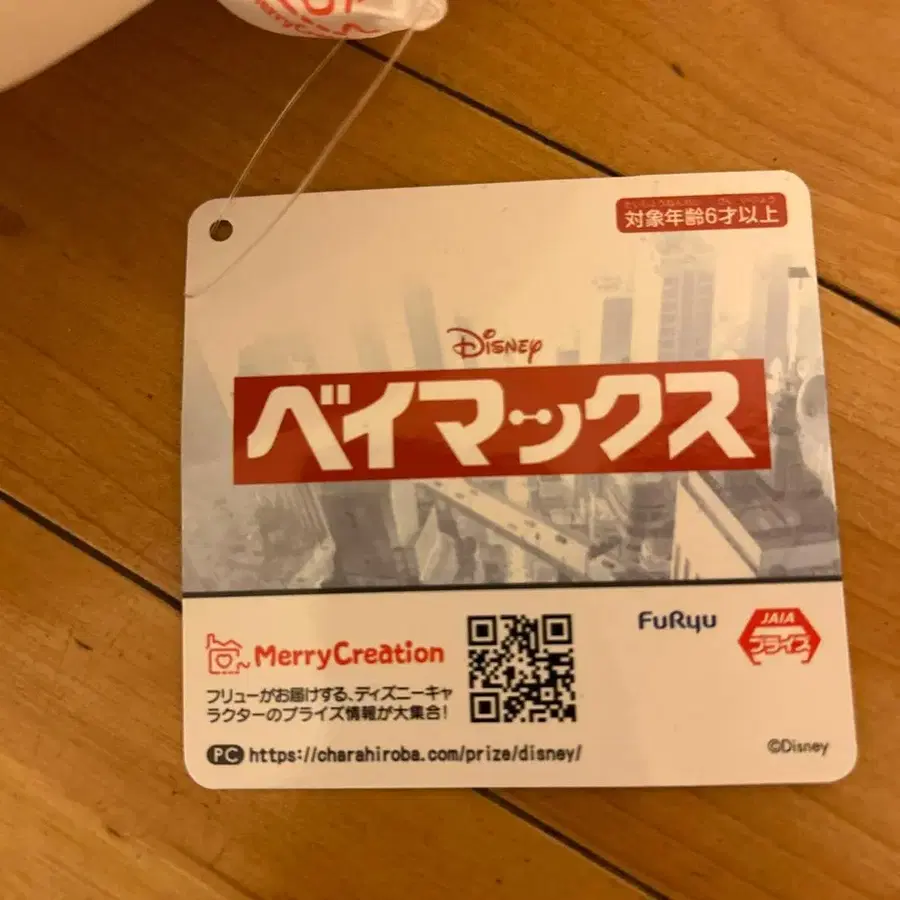 MerryCrea
対象年齢6才以上
Disney
ベイマックス
MerryCreation
フリューがお届けする、ディズニーキャ
ラクターのプライズ情報が大集合!
PC https://charahiroba.com/prize/disney/
FuRyu
JAIA
プライズ
©Disney